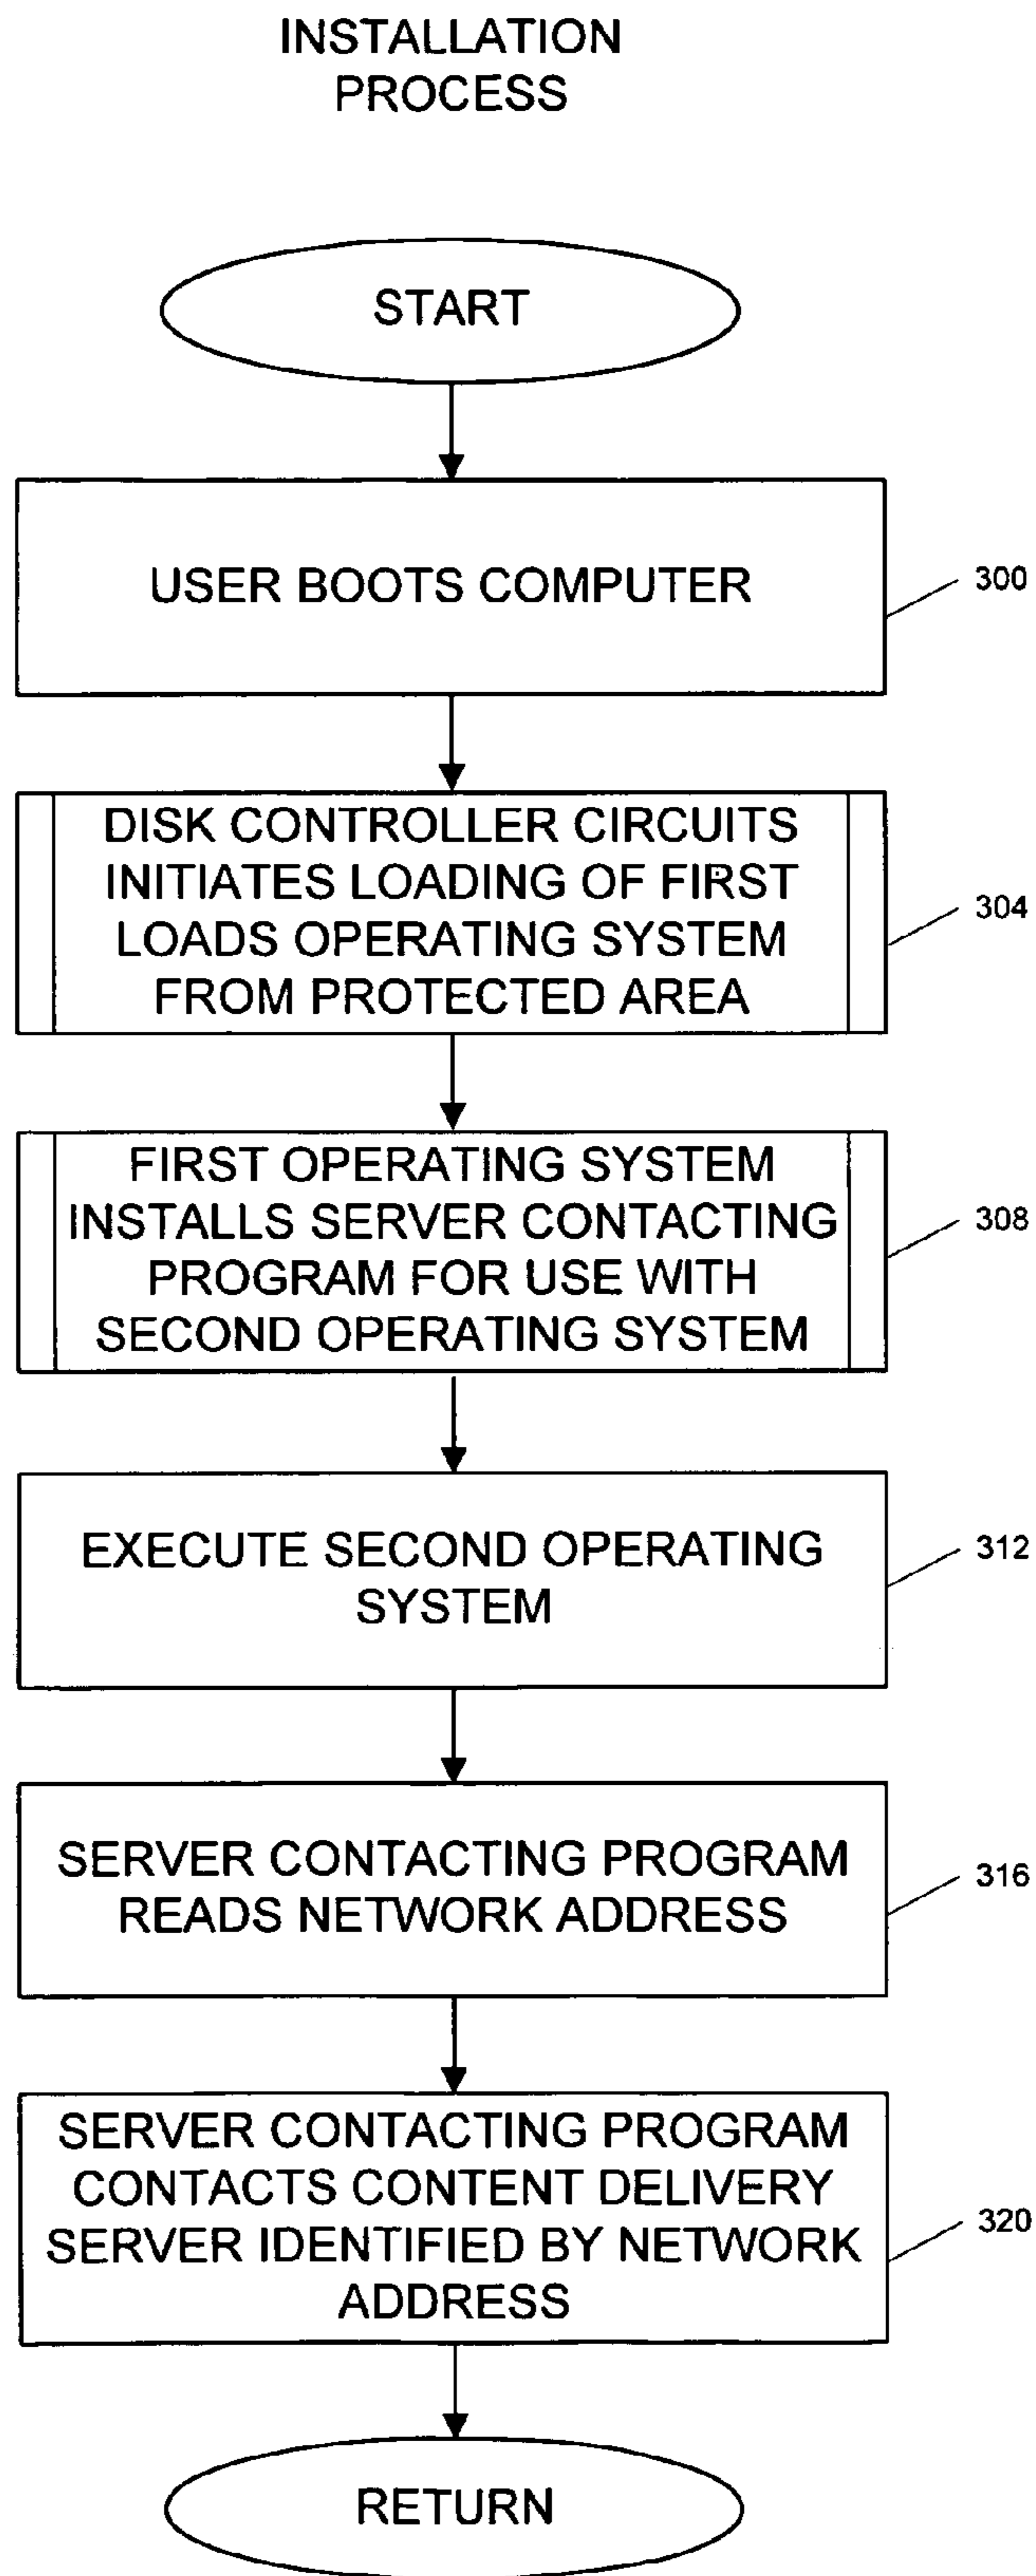 INSTALLATION
PROCESS
START
USER BOOTS COMPUTER
300
DISK CONTROLLER CIRCUITS
INITIATES LOADING OF FIRST
LOADS OPERATING SYSTEM
FROM PROTECTED AREA
304
FIRST OPERATING SYSTEM
INSTALLS SERVER CONTACTING
PROGRAM FOR USE WITH
SECOND OPERATING SYSTEM
308
EXECUTE SECOND OPERATING
SYSTEM
312
SERVER CONTACTING PROGRAM
READS NETWORK ADDRESS
316
SERVER CONTACTING PROGRAM
CONTACTS CONTENT DELIVERY
SERVER IDENTIFIED BY NETWORK
ADDRESS
320
RETURN